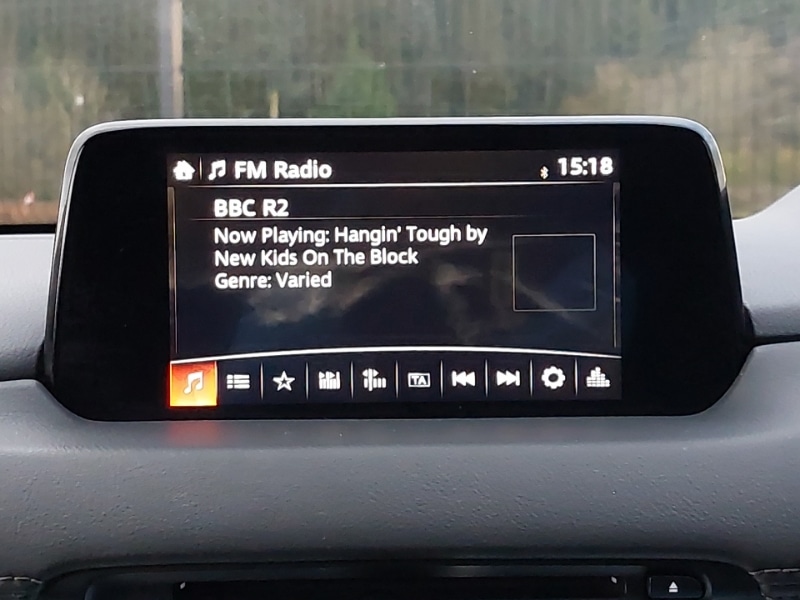 FM Radio 15:18
BBC R2
Now Playing: Hangin' Tough by
New Kids On The Block
Genre: Varied
TA